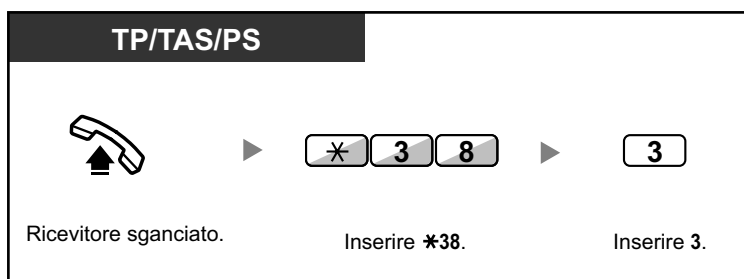 TP/TAS/PS
✳ 3 8 3
Ricevitore sganciato. Inserire ✳38. Inserire 3.